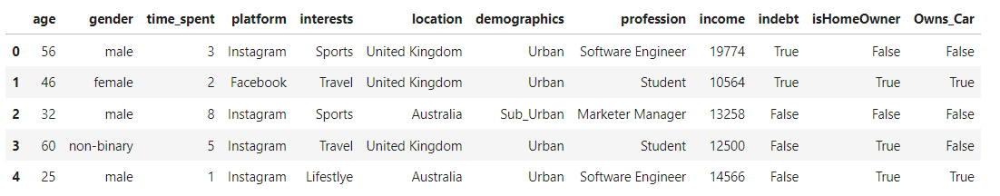 age gender time_spent platform interests location demographics profession income indebt isHomeOwner Owns_Car
0 56 male 3 Instagram Sports United Kingdom Urban Software Engineer 19774 True False False
1 46 female 2 Facebook Travel United Kingdom Urban Student 10564 True True True
2 32 male 8 Instagram Sports Australia Sub_Urban Marketer Manager 13258 False False False
3 60 non-binary 5 Instagram Travel United Kingdom Urban Student 12500 False True False
4 25 male 1 Instagram Lifestlye Australia Urban Software Engineer 14566 False True True